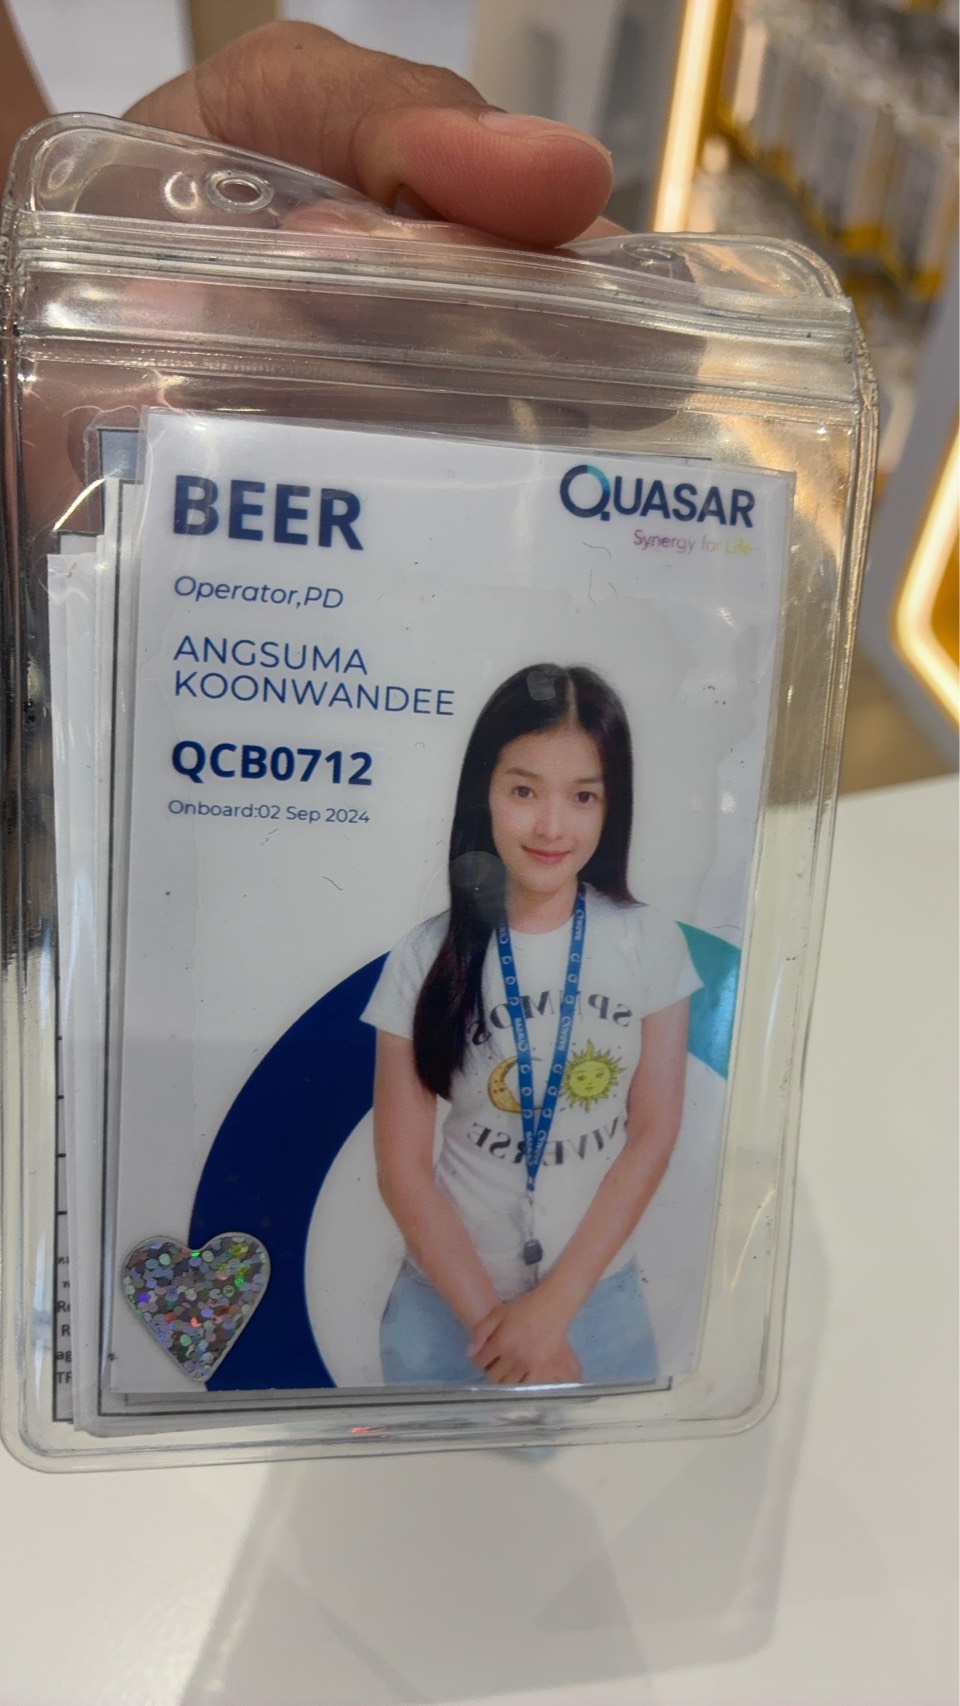 BEER
QUASAR
Synergy for Life
Operator,PD
ANGSUMA
KOONWANDEE
QCB0712
Onboard:02 Sep 2024